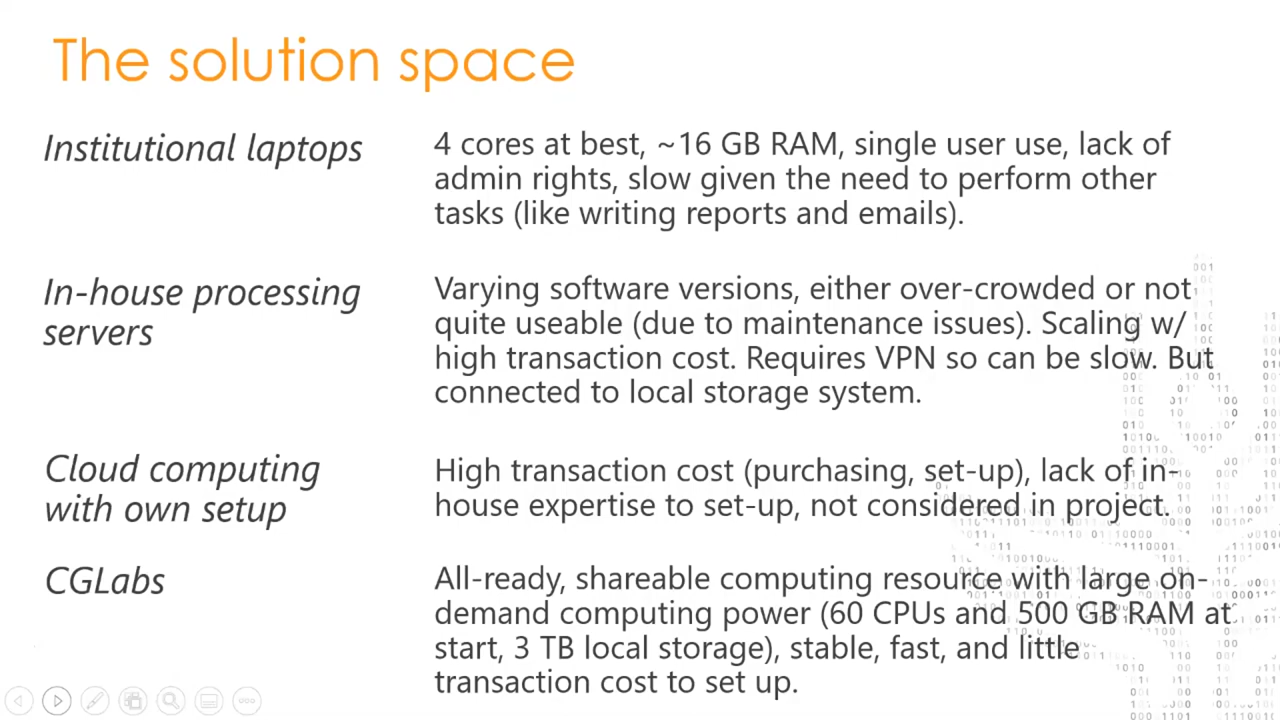 The solution space
Institutional laptops
4 cores at best, ~16 GB RAM, single user use, lack of
admin rights, slow given the need to perform other
tasks (like writing reports and emails).
In-house processing
servers
Varying software versions, either over-crowded or not
quite useable (due to maintenance issues). Scaling w/
high transaction cost. Requires VPN so can be slow. But
connected to local storage system.
Cloud computing
with own setup
High transaction cost (purchasing, set-up), lack of in-
house expertise to set-up, not considered in project.
CGLabs
All-ready, shareable computing resource with large on-
demand computing power (60 CPUs and 500 GB RAM at
start, 3 TB local storage), stable, fast, and little
transaction cost to set up.